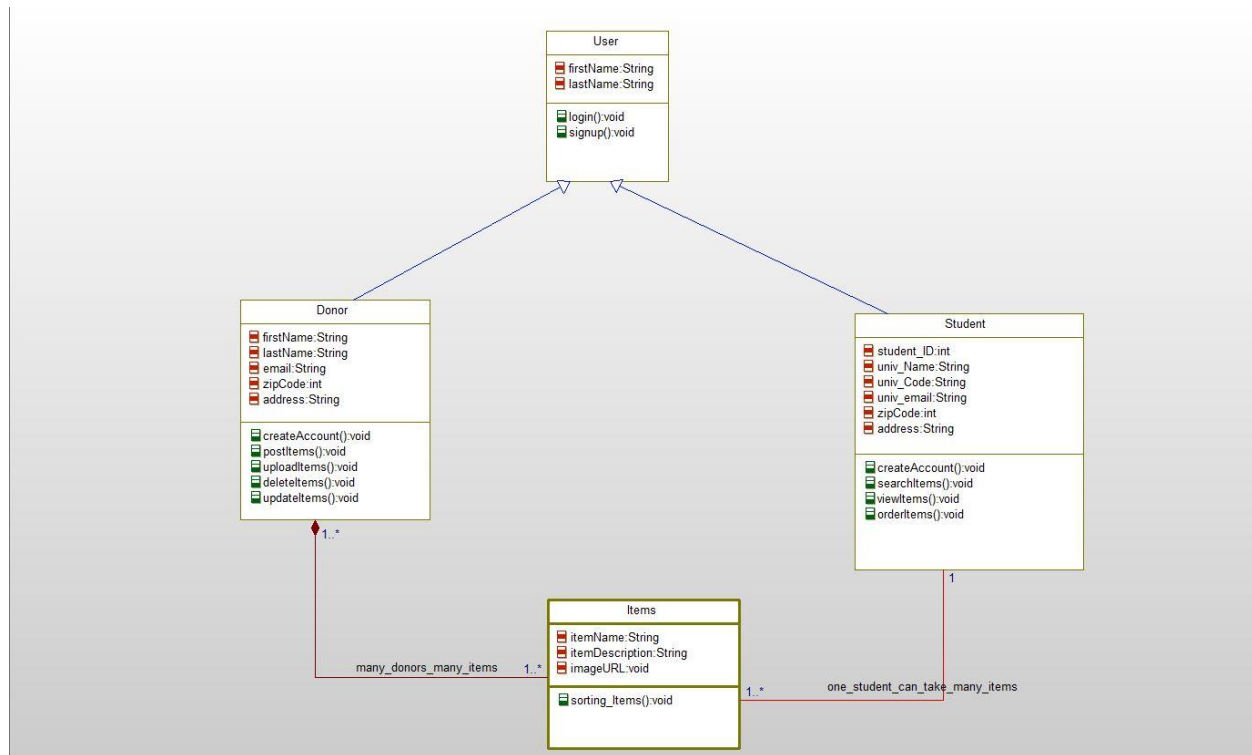 User
firstName:String
lastName:String
login():void
signup():void
Donor
firstName:String
lastName:String
email:String
zipCode:int
address:String
createAccount():void
postItems():void
uploadItems():void
deleteItems():void
updateItems():void
1..*
Student
student_ID:int
univ_Name:String
univ_Code:String
univ_email:String
zipCode:int
address:String
createAccount():void
searchItems():void
viewItems():void
orderItems():void
1
many_donors_many_items
1..*
Items
itemName:String
itemDescription:String
imageURL:void
sorting_Items():void
1..*
one_student_can_take_many_items